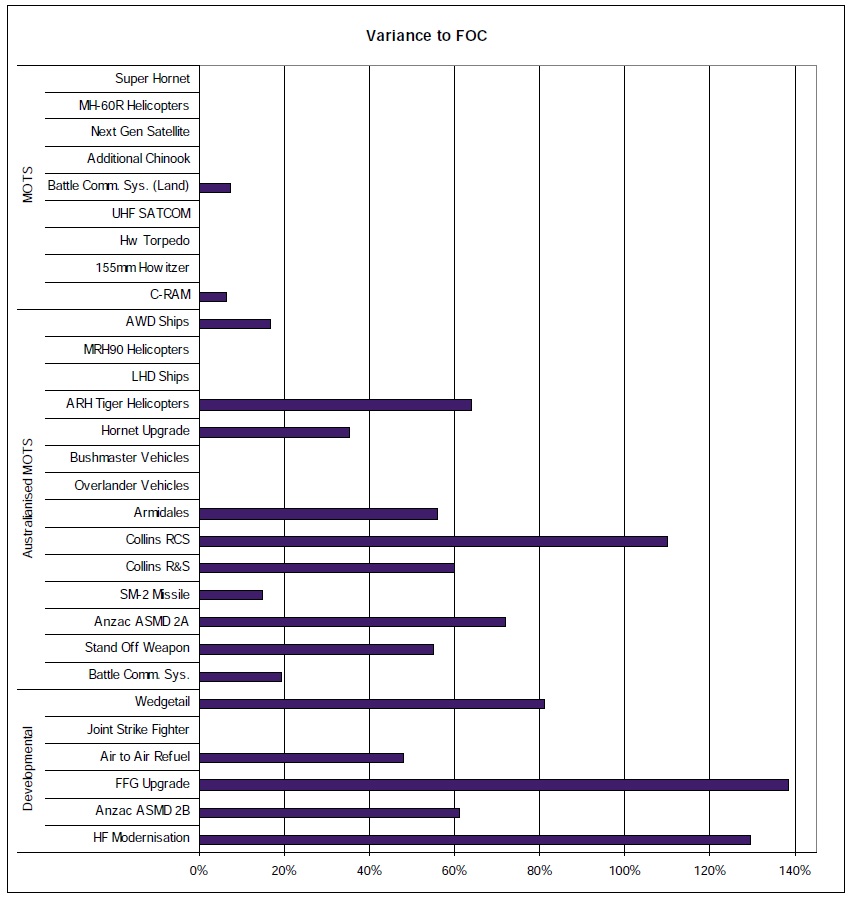 Variance to FOC
MOTS
Super Hornet
MH-60R Helicopters
Next Gen Satellite
Additional Chinook
Battle Comm. Sys. (Land)
UHF SATCOM
Hw Torpedo
155mm Howitzer
C-RAM
Australianised MOTS
AWD Ships
MRH90 Helicopters
LHD Ships
ARH Tiger Helicopters
Hornet Upgrade
Bushmaster Vehicles
Overlander Vehicles
Armidales
Collins RCS
Collins R&S
SM-2 Missile
Anzac ASMD 2A
Stand Off Weapon
Battle Comm. Sys.
Developmental
Wedgetail
Joint Strike Fighter
Air to Air Refuel
FFG Upgrade
Anzac ASMD 2B
HF Modernisation
0% 20% 40% 60% 80% 100% 120% 140%